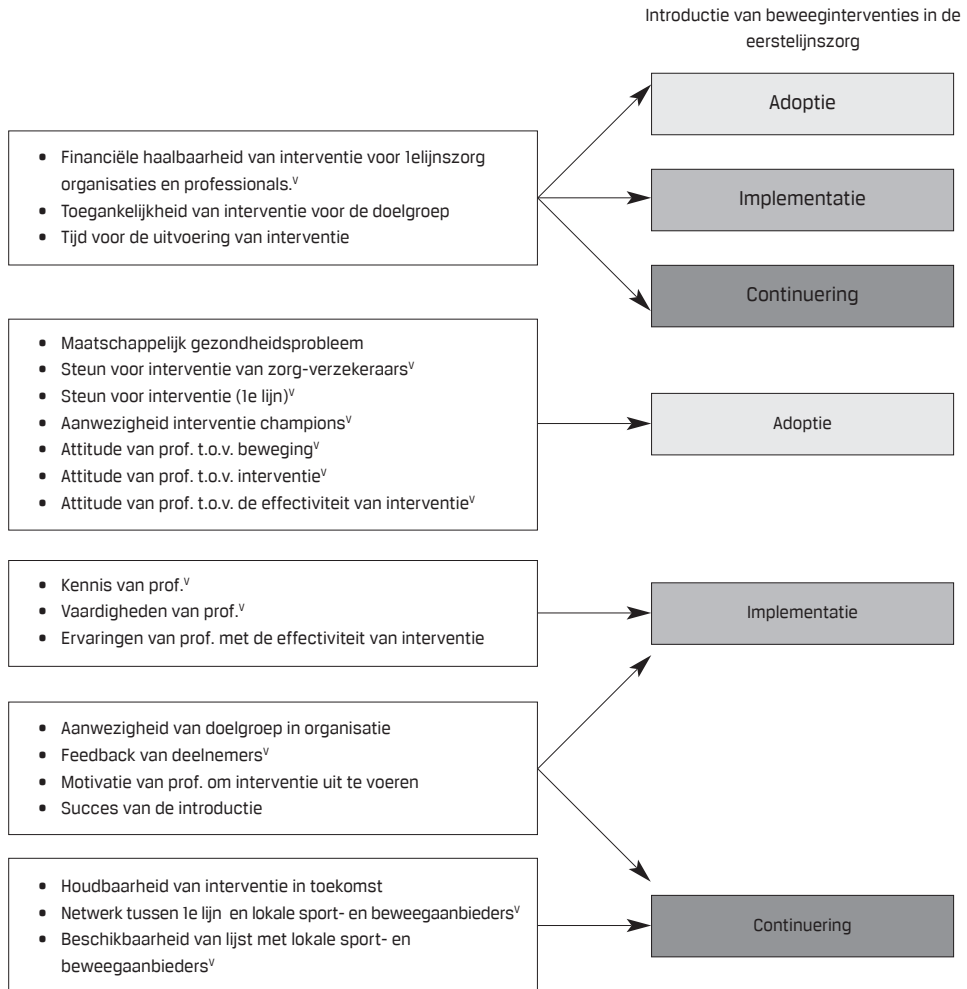 Introductie van beweeginterventies in de
eerstelijnszorg
Adoptie
• Financiële haalbaarheid van interventie voor 1elijnszorg
organisaties en professionals.ⱽ
• Toegankelijkheid van interventie voor de doelgroep
• Tijd voor de uitvoering van interventie
Implementatie
Continuering
• Maatschappelijk gezondheidsprobleem
• Steun voor interventie van zorg-verzekeraarsⱽ
• Steun voor interventie (1e lijn)ⱽ
• Aanwezigheid interventie championsⱽ
• Attitude van prof. t.o.v. bewegingⱽ
• Attitude van prof. t.o.v. interventieⱽ
• Attitude van prof. t.o.v. de effectiviteit van interventieⱽ
Adoptie
• Kennis van prof.ⱽ
• Vaardigheden van prof.ⱽ
• Ervaringen van prof. met de effectiviteit van interventie
Implementatie
• Aanwezigheid van doelgroep in organisatie
• Feedback van deelnemersⱽ
• Motivatie van prof. om interventie uit te voeren
• Succes van de introductie
• Houdbaarheid van interventie in toekomst
• Netwerk tussen 1e lijn en lokale sport- en beweegaanbiedersⱽ
• Beschikbaarheid van lijst met lokale sport- en
beweegaanbiedersⱽ
Continuering